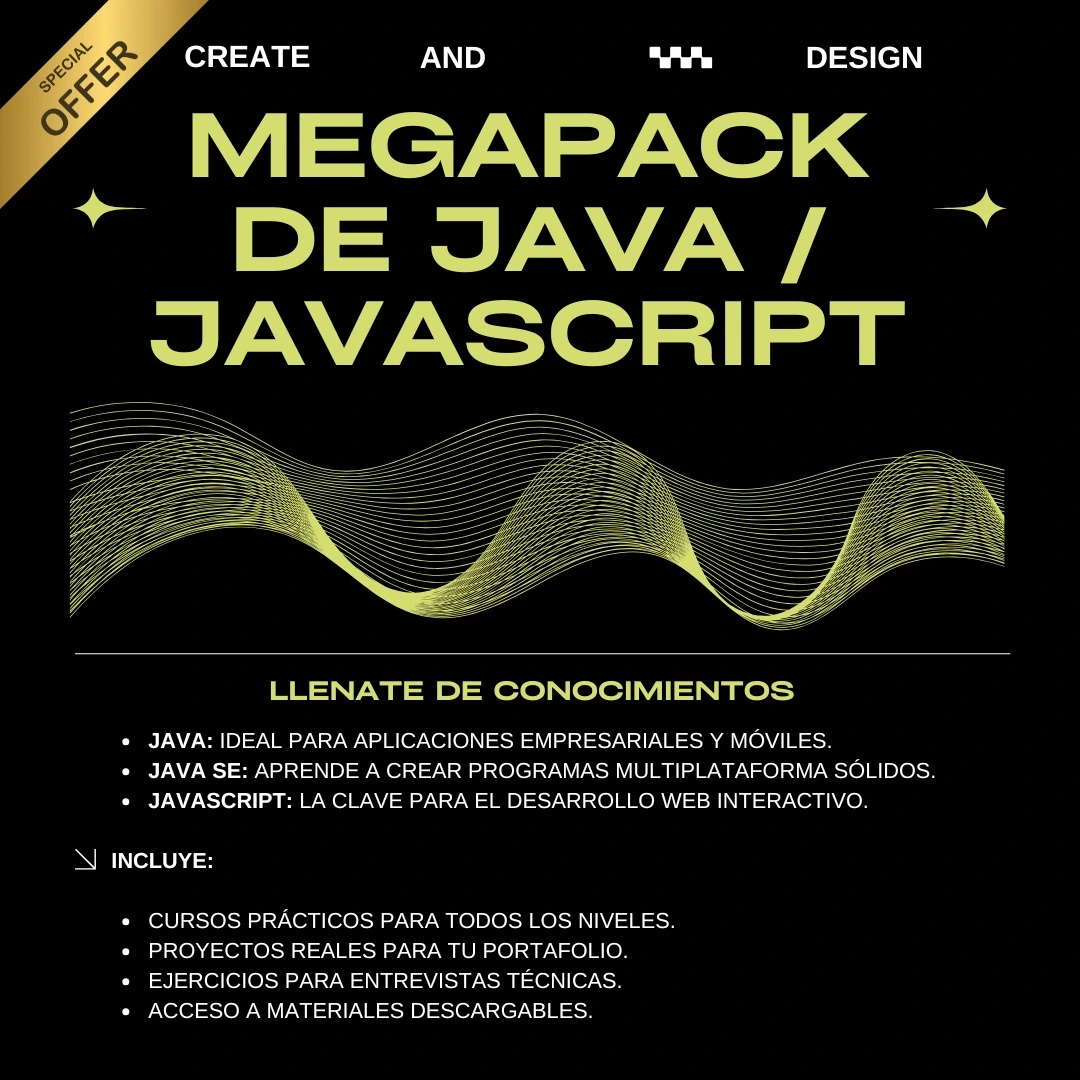 SPECIAL
OFFER
CREATE AND DESIGN
MEGAPACK
DE JAVA /
JAVASCRIPT
LLENATE DE CONOCIMIENTOS
• JAVA: IDEAL PARA APLICACIONES EMPRESARIALES Y MÓVILES.
• JAVA SE: APRENDE A CREAR PROGRAMAS MULTIPLATAFORMA SÓLIDOS.
• JAVASCRIPT: LA CLAVE PARA EL DESARROLLO WEB INTERACTIVO.
INCLUYE:
• CURSOS PRÁCTICOS PARA TODOS LOS NIVELES.
• PROYECTOS REALES PARA TU PORTAFOLIO.
• EJERCICIOS PARA ENTREVISTAS TÉCNICAS.
• ACCESO A MATERIALES DESCARGABLES.